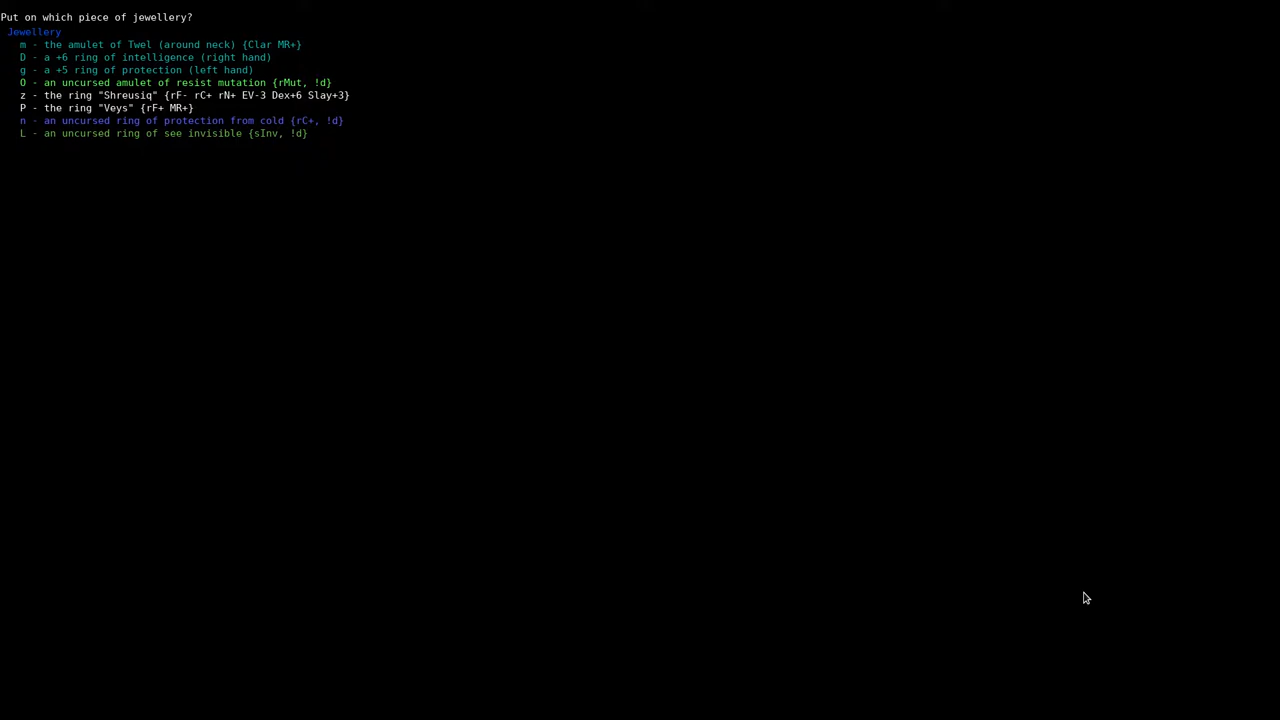 Put on which piece of jewellery?
Jewellery
m - the amulet of Twel (around neck) {Clar MR+}
D - a +6 ring of intelligence (right hand)
g - a +5 ring of protection (left hand)
O - an uncursed amulet of resist mutation {rMut, !d}
z - the ring "Shreusiq" {rF- rC+ rN+ EV-3 Dex+6 Slay+3}
P - the ring "Veys" {rF+ MR+}
n - an uncursed ring of protection from cold {rC+, !d}
L - an uncursed ring of see invisible {sInv, !d}